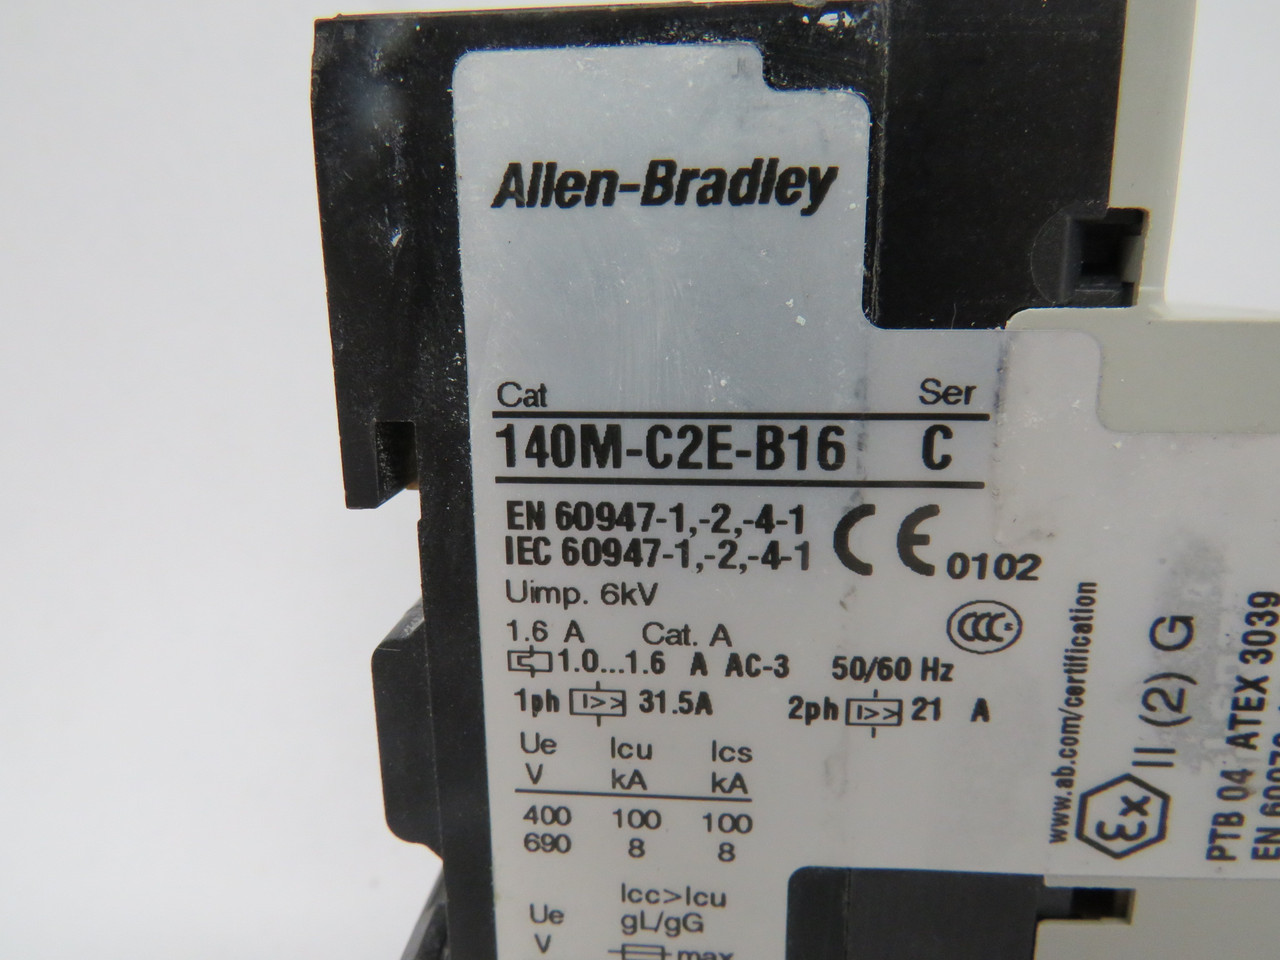 Allen-Bradley
Cat Ser
140M-C2E-B16 C
EN 60947-1,-2,-4-1
IEC 60947-1,-2,-4-1
CE 0102
Uimp. 6kV
1.6 A Cat. A
CCC S
1.0...1.6 A AC-3 50/60 Hz
1ph I>> 31.5A 2ph I>> 21 A
Ue Icu Ics
V kA kA
400 100 100
690 8 8
Icc>Icu
Ue gL/gG
V max
www.ab.com/certification
Ex II (2) G
PTB 04 ATEX 3039